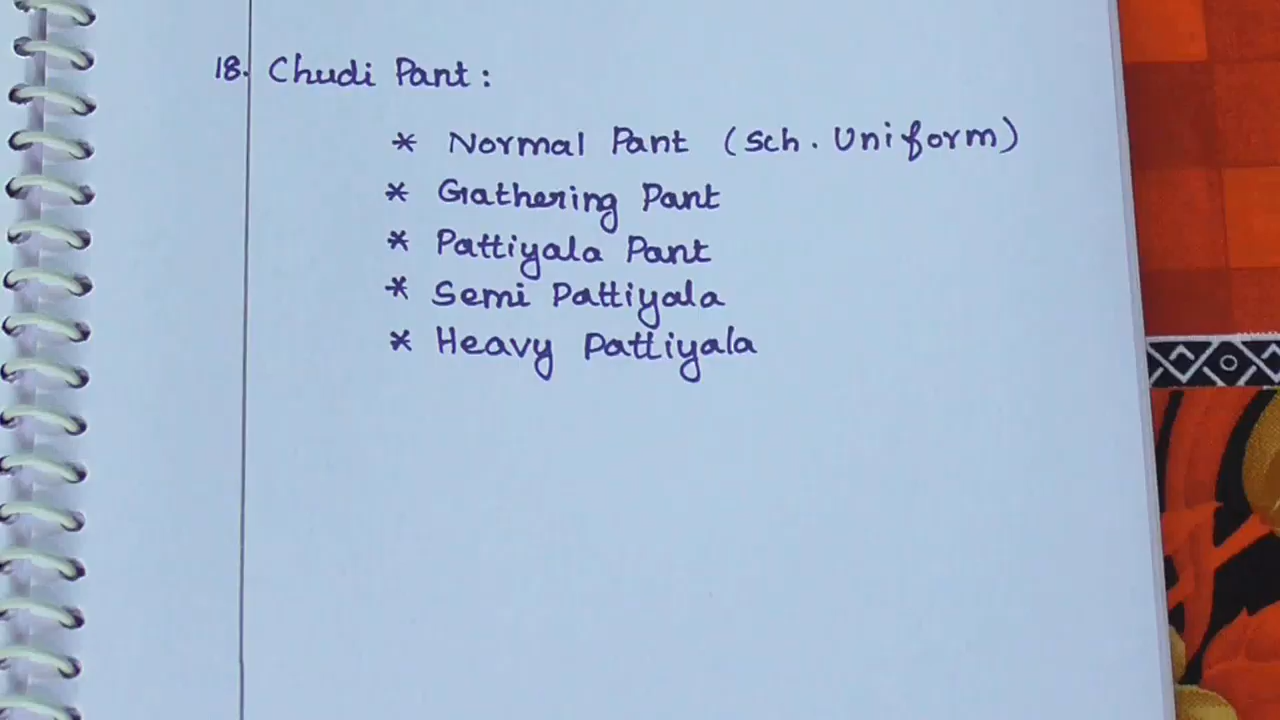 18. Chudi Pant:
* Normal Pant (Sch. Uniform)
* Gathering Pant
* Pattiyala Pant
* Semi Pattiyala
* Heavy Pattiyala